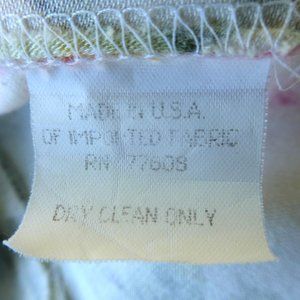 MADE IN U.S.A.
OF IMPORTED FABRIC
RN 77608
DRY CLEAN ONLY